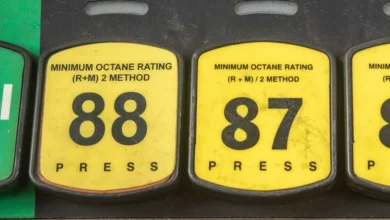 MINIMUM OCTANE RATING
(R+M) 2 METHOD
88
PRESS
MINIMUM OCTANE RATING
(R + M) / 2 METHOD
87
PRESS